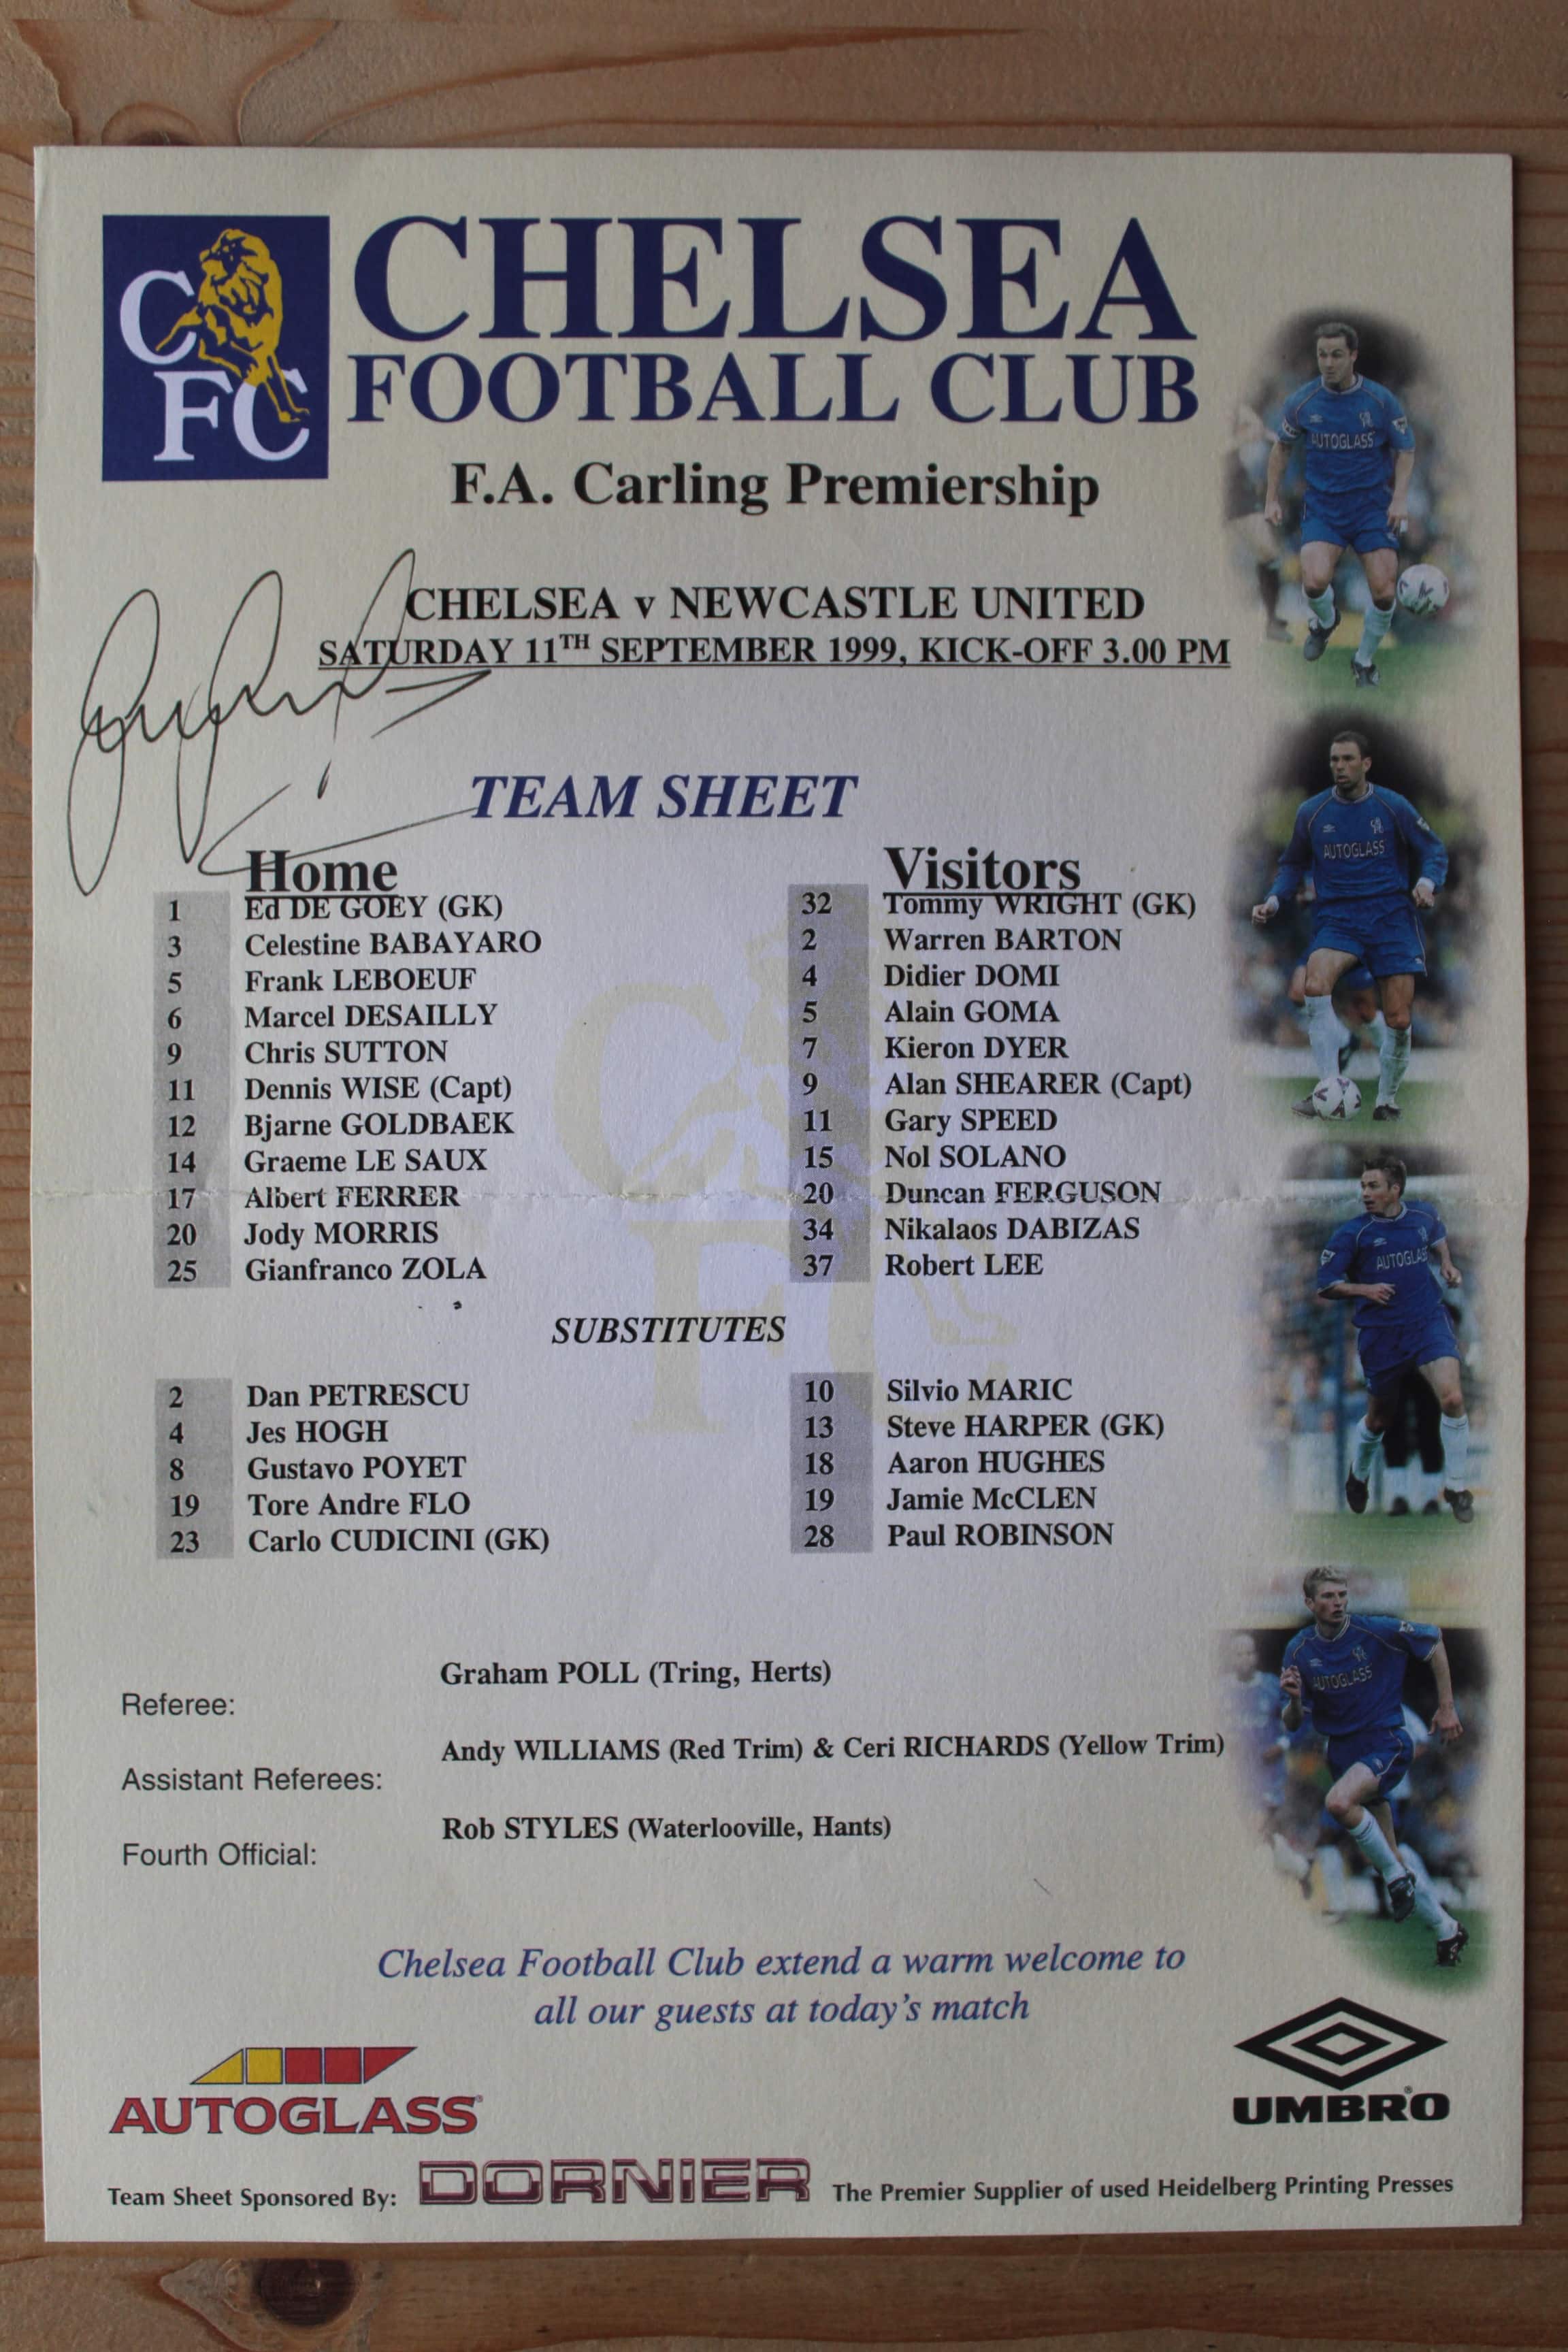 CFC
CHELSEA
FOOTBALL CLUB
F.A. Carling Premiership
CHELSEA v NEWCASTLE UNITED
SATURDAY 11TH SEPTEMBER 1999, KICK-OFF 3.00 PM
TEAM SHEET
Home
1 Ed DE GOEY (GK)
3 Celestine BABAYARO
5 Frank LEBOEUF
6 Marcel DESAILLY
9 Chris SUTTON
11 Dennis WISE (Capt)
12 Bjarne GOLDBAEK
14 Graeme LE SAUX
17 Albert FERRER
20 Jody MORRIS
25 Gianfranco ZOLA
Visitors
32 Tommy WRIGHT (GK)
2 Warren BARTON
4 Didier DOMI
5 Alain GOMA
7 Kieron DYER
9 Alan SHEARER (Capt)
11 Gary SPEED
15 Nol SOLANO
20 Duncan FERGUSON
34 Nikalaos DABIZAS
37 Robert LEE
SUBSTITUTES
2 Dan PETRESCU
4 Jes HOGH
8 Gustavo POYET
19 Tore Andre FLO
23 Carlo CUDICINI (GK)
10 Silvio MARIC
13 Steve HARPER (GK)
18 Aaron HUGHES
19 Jamie McCLEN
28 Paul ROBINSON
Referee: Graham POLL (Tring, Herts)
Assistant Referees: Andy WILLIAMS (Red Trim) & Ceri RICHARDS (Yellow Trim)
Fourth Official: Rob STYLES (Waterlooville, Hants)
Chelsea Football Club extend a warm welcome to
all our guests at today's match
AUTOGLASS®
UMBRO®
Team Sheet Sponsored By: DORNIER The Premier Supplier of used Heidelberg Printing Presses
AUTOGLASS
AUTOGLASS
AUTOGLASS
AUTOGLASS